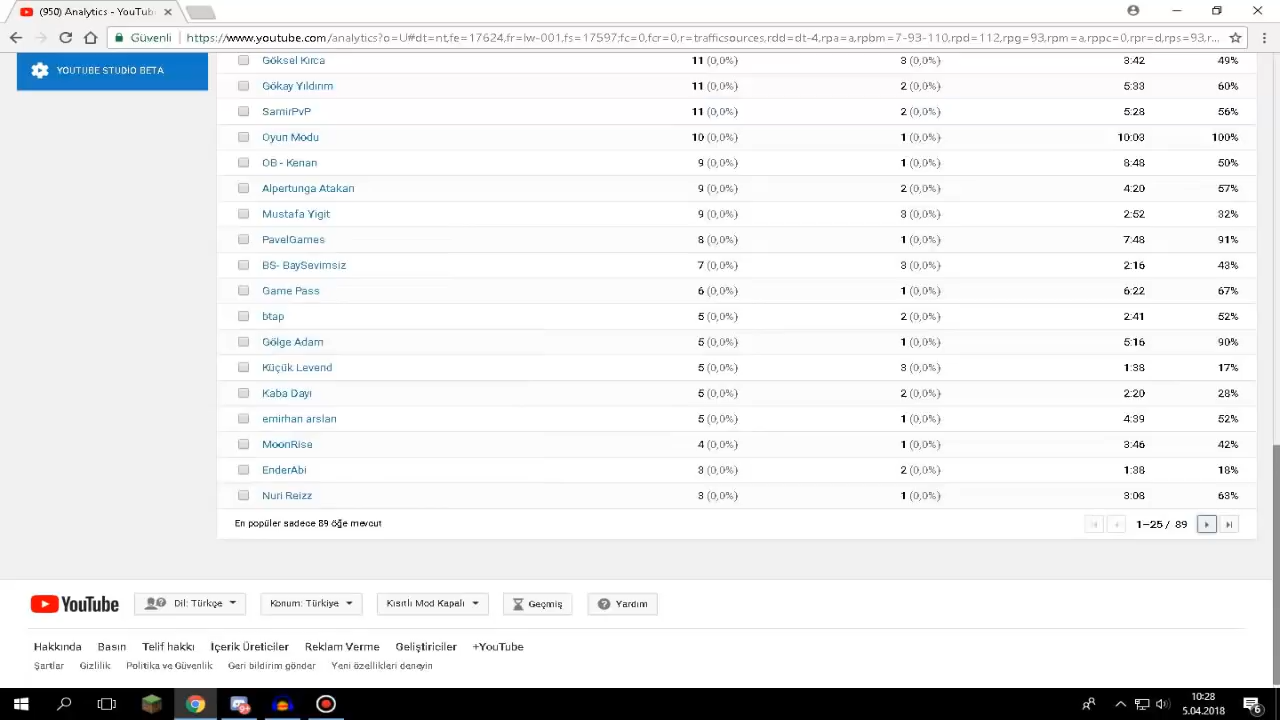 (950) Analytics - YouTube
Güvenli https://www.youtube.com/analytics?o=U#dt=nt,fe=17624,fr=lw-001,fs=17597;fc=0,fcr=0,r=trafficsources,rdd=dt-4,rpa=a,rpbm=7-93-110,rpd=112,rpg=93,rpm=a,rppc=0,rpr=d,rps=93,r...
YOUTUBE STUDIO BETA
Göksel Kırca 11 (0,0%) 3 (0,0%) 3:42 49%
Gökay Yıldırım 11 (0,0%) 2 (0,0%) 5:33 60%
SamirPvP 11 (0,0%) 2 (0,0%) 5:28 56%
Oyun Modu 10 (0,0%) 1 (0,0%) 10:03 100%
OB - Kenan 9 (0,0%) 1 (0,0%) 8:48 50%
Alpertunga Atakan 9 (0,0%) 2 (0,0%) 4:20 57%
Mustafa Yigit 9 (0,0%) 3 (0,0%) 2:52 32%
PavelGames 8 (0,0%) 1 (0,0%) 7:48 91%
BS- BaySevimsiz 7 (0,0%) 3 (0,0%) 2:16 43%
Game Pass 6 (0,0%) 1 (0,0%) 6:22 67%
btap 5 (0,0%) 2 (0,0%) 2:41 52%
Gölge Adam 5 (0,0%) 1 (0,0%) 5:16 90%
Küçük Levend 5 (0,0%) 3 (0,0%) 1:38 17%
Kaba Dayı 5 (0,0%) 2 (0,0%) 2:20 28%
emirhan arslan 5 (0,0%) 1 (0,0%) 4:39 52%
MoonRise 4 (0,0%) 1 (0,0%) 3:46 42%
EnderAbi 3 (0,0%) 2 (0,0%) 1:38 18%
Nuri Reizz 3 (0,0%) 1 (0,0%) 3:08 63%
En popüler sadece 89 öğe mevcut 1–25 / 89
YouTube Dil: Türkçe Konum: Türkiye Kısıtlı Mod Kapalı Geçmiş Yardım
Hakkında Basın Telif hakkı İçerik Üreticiler Reklam Verme Geliştiriciler +YouTube
Şartlar Gizlilik Politika ve Güvenlik Geri bildirim gönder Yeni özellikleri deneyin
10:28
5.04.2018
6